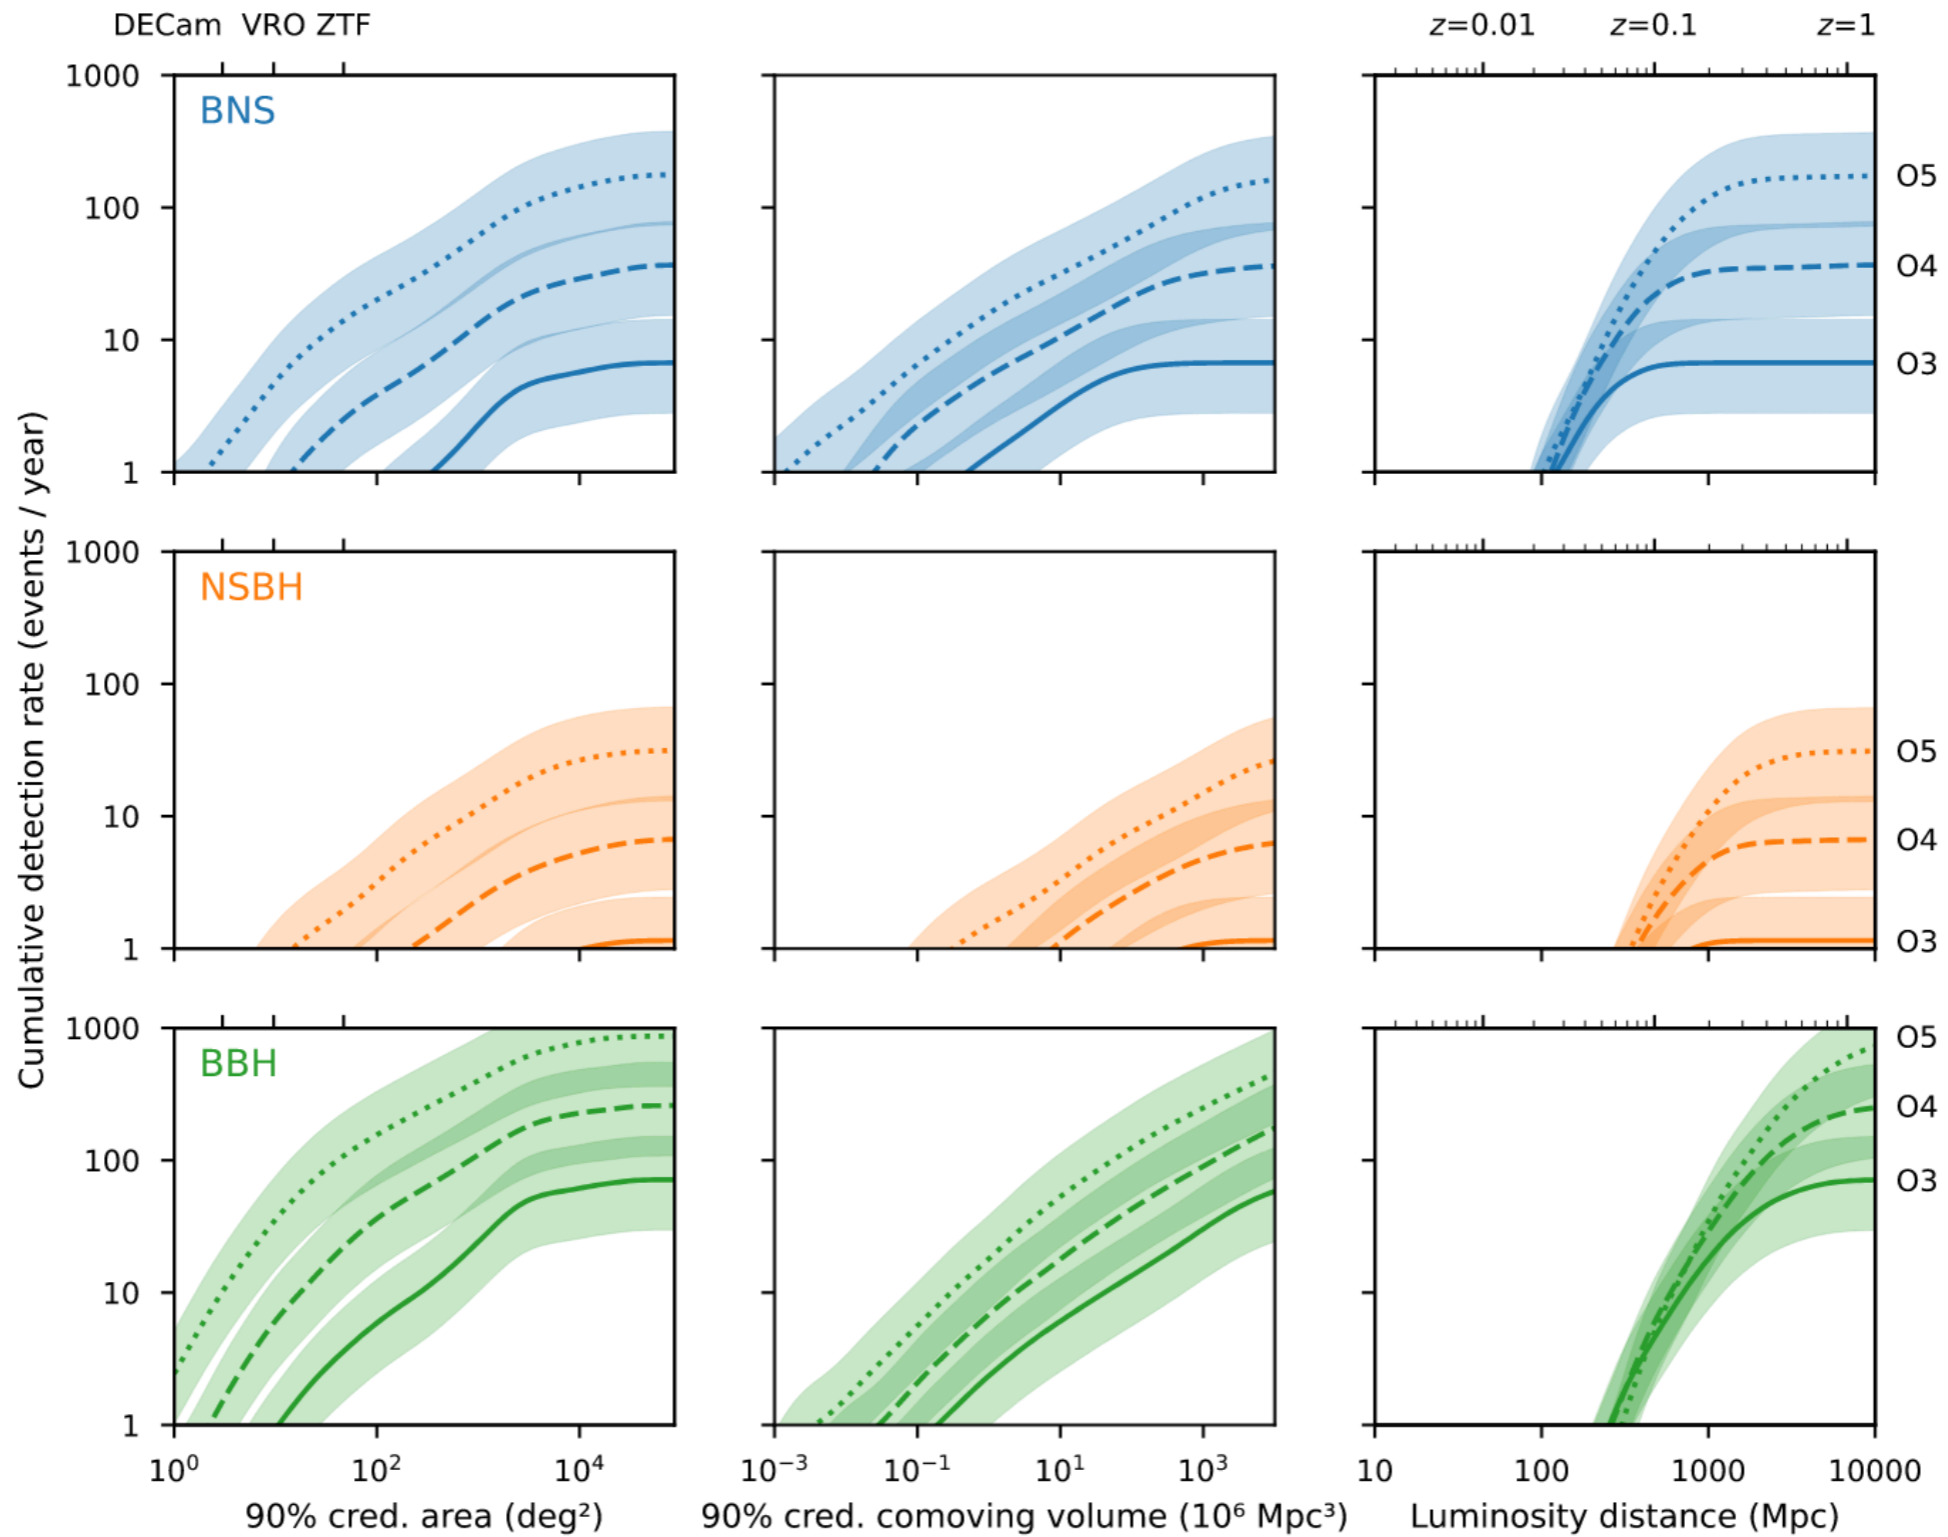 DECam VRO ZTF
z=0.01 z=0.1 z=1
Cumulative detection rate (events / year)
1000
100
10
1
BNS
O5
O4
O3
1000
100
10
1
NSBH
O5
O4
O3
1000
100
10
1
BBH
O5
O4
O3
10⁰ 10² 10⁴
10⁻³ 10⁻¹ 10¹ 10³
10 100 1000 10000
90% cred. area (deg²)
90% cred. comoving volume (10⁶ Mpc³)
Luminosity distance (Mpc)